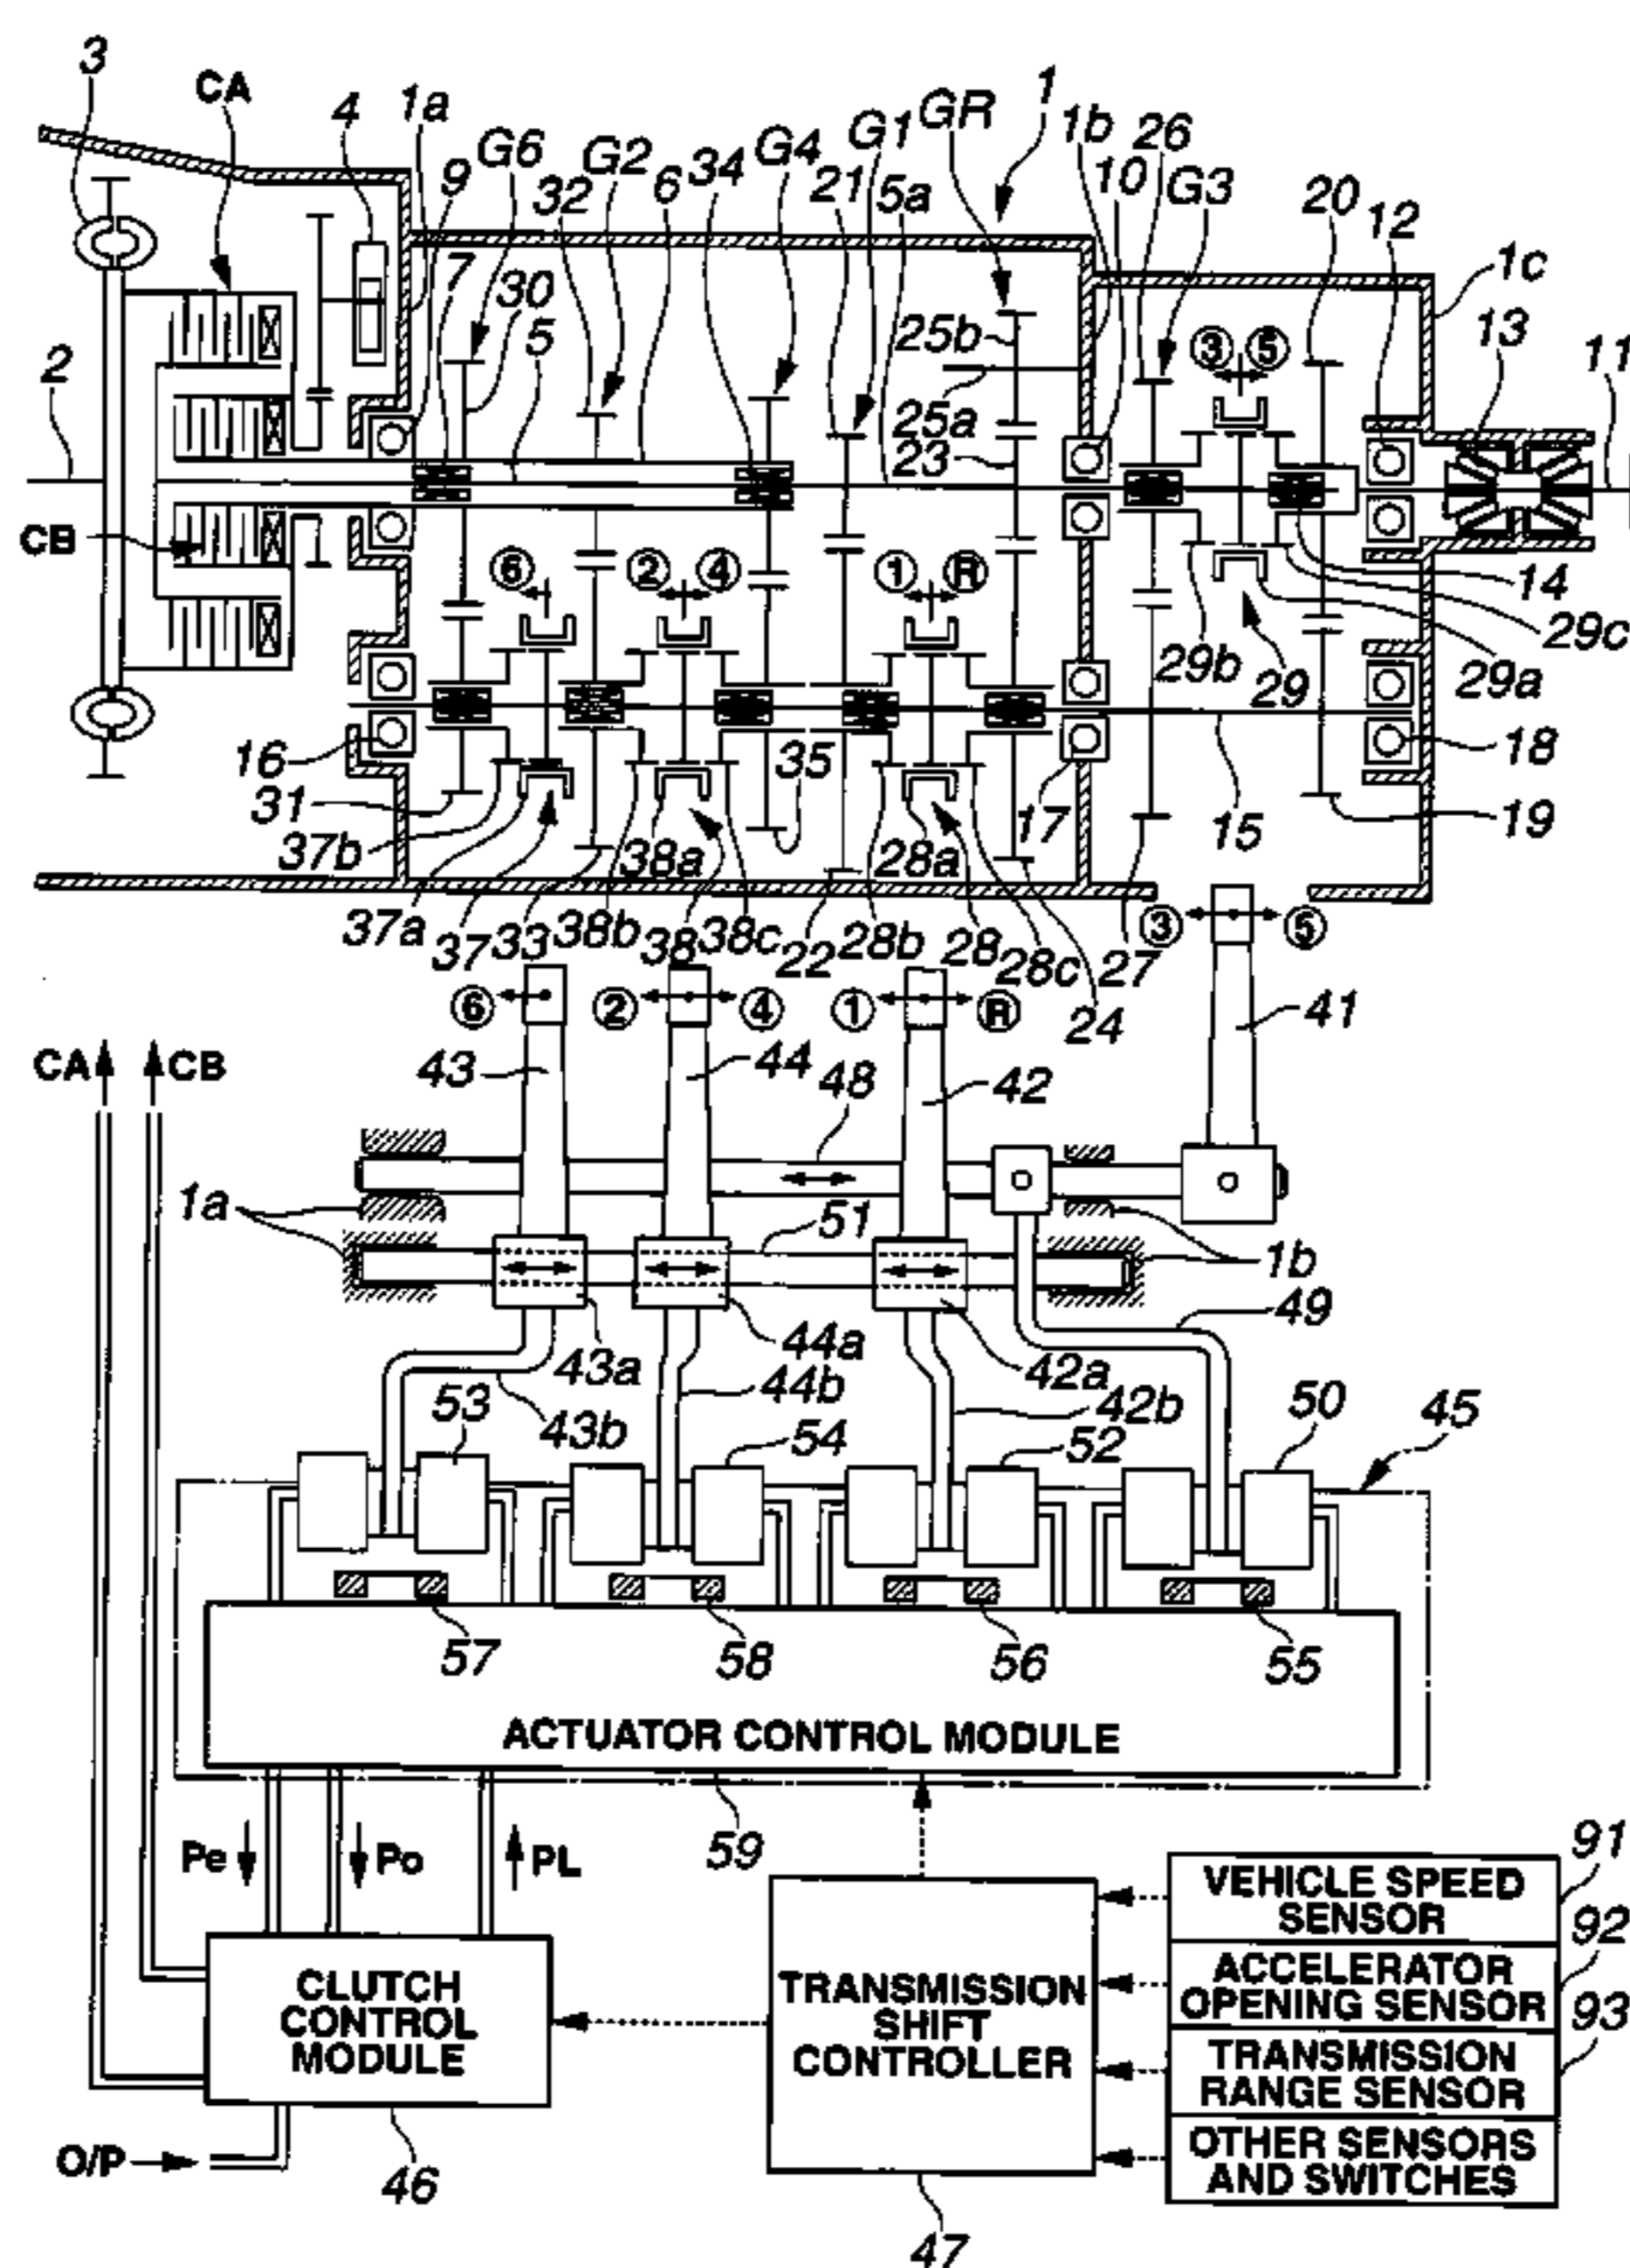 3
CA
4
1a
9
G6
32
G2
6
34
G4
21
G1
5a
GR
1
1b
10
26
G3
20
12
1c
13
11
7
30
5
25b
25a
23
③ ⑤
2
CB
⑥
② ④
① Ⓡ
14
29c
29b
29
29a
16
31
37b
37a
37
33
38b
38a
38
38c
35
22
28b
28a
28
28c
17
24
27
15
18
19
⑥
② ④
① Ⓡ
③ ⑤
41
CA
CB
43
44
48
42
1a
51
1b
49
43a
44a
42a
43b
44b
42b
53
54
52
50
45
57
58
56
55
ACTUATOR CONTROL MODULE
Pe
Po
PL
59
91
VEHICLE SPEED
SENSOR
92
ACCELERATOR
OPENING SENSOR
93
TRANSMISSION
RANGE SENSOR
OTHER SENSORS
AND SWITCHES
CLUTCH
CONTROL
MODULE
TRANSMISSION
SHIFT
CONTROLLER
O/P
46
47